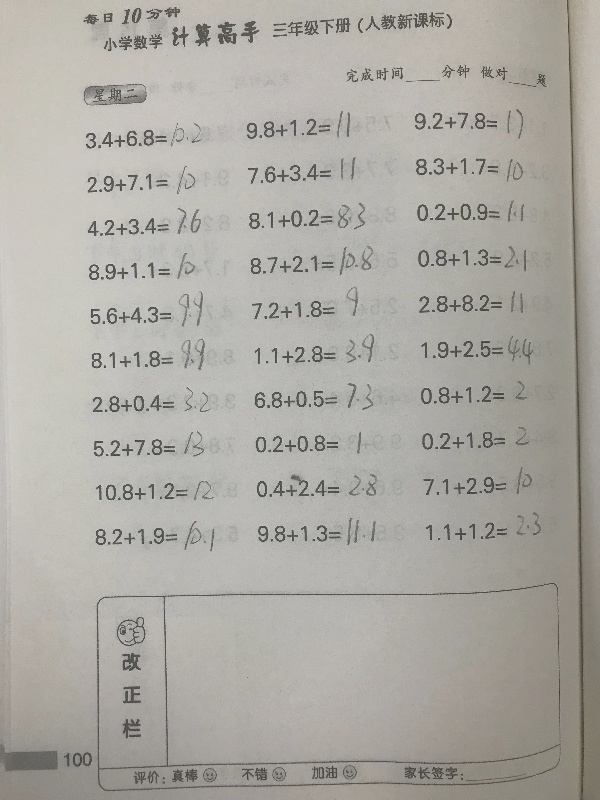 每日10分钟
小学数学 计算高手 三年级下册(人教新课标)
完成时间____分钟 做对____题
星期二
3.4+6.8=10.2 9.8+1.2=11 9.2+7.8=17
2.9+7.1=10 7.6+3.4=11 8.3+1.7=10
4.2+3.4=7.6 8.1+0.2=8.3 0.2+0.9=1.1
8.9+1.1=10 8.7+2.1=10.8 0.8+1.3=2.1
5.6+4.3=9.9 7.2+1.8=9 2.8+8.2=11
8.1+1.8=9.9 1.1+2.8=3.9 1.9+2.5=4.4
2.8+0.4=3.2 6.8+0.5=7.3 0.8+1.2=2
5.2+7.8=13 0.2+0.8=1 0.2+1.8=2
10.8+1.2=12 0.4+2.4=2.8 7.1+2.9=10
8.2+1.9=10.1 9.8+1.3=11.1 1.1+1.2=2.3
改正栏
100
评价:真棒 不错 加油 家长签字:________